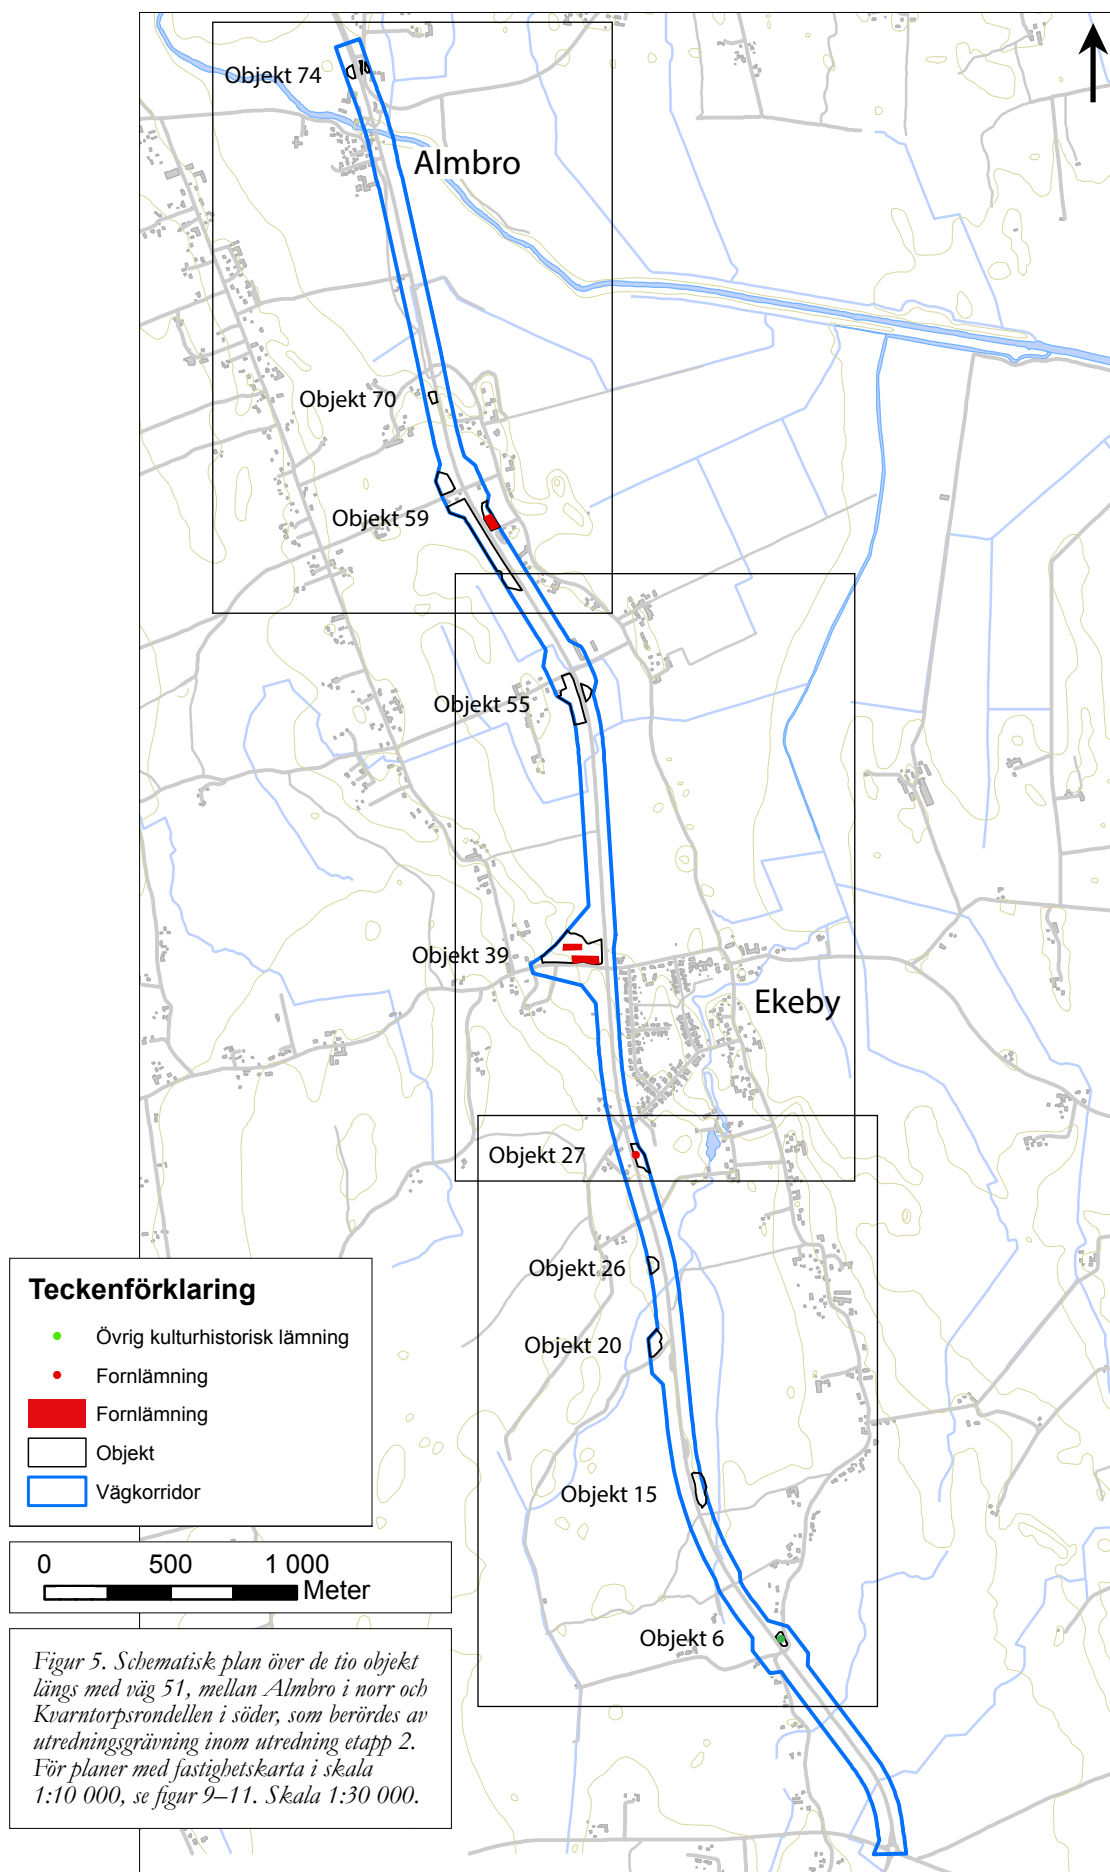 Objekt 74
Almbro
Objekt 70
Objekt 59
Objekt 55
Objekt 39
Ekeby
Objekt 27
Objekt 26
Objekt 20
Objekt 15
Objekt 6
Teckenförklaring
Övrig kulturhistorisk lämning
Fornlämning
Fornlämning
Objekt
Vägkorridor
0 500 1 000
Meter
Figur 5. Schematisk plan över de tio objekt
längs med väg 51, mellan Almbro i norr och
Kvarntorpsrondellen i söder, som berördes av
utredningsgrävning inom utredning etapp 2.
För planer med fastighetskarta i skala
1:10 000, se figur 9–11. Skala 1:30 000.